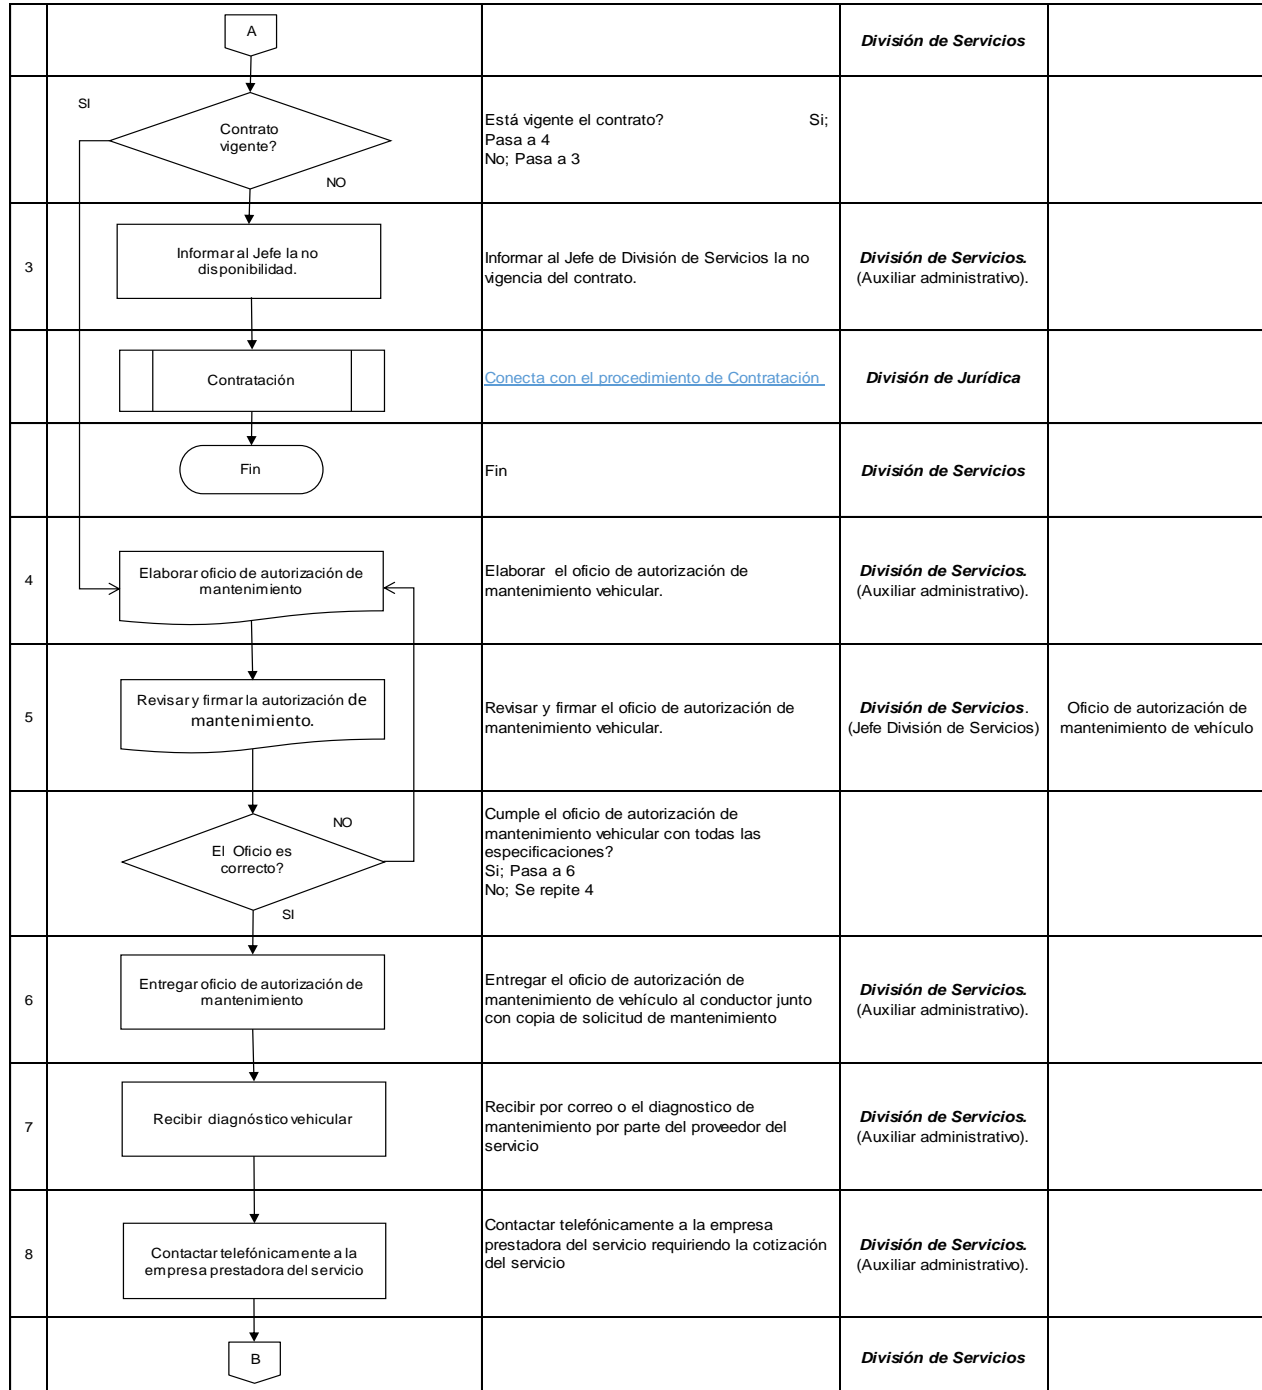 A
División de Servicios
SI
Contrato
vigente?
NO
Está vigente el contrato? Si;
Pasa a 4
No; Pasa a 3
3
Informar al Jefe la no
disponibilidad.
Informar al Jefe de División de Servicios la no
vigencia del contrato.
División de Servicios.
(Auxiliar administrativo).
Contratación
Conecta con el procedimiento de Contratación
División de Jurídica
Fin
Fin
División de Servicios
4
Elaborar oficio de autorización de
mantenimiento
Elaborar el oficio de autorización de
mantenimiento vehicular.
División de Servicios.
(Auxiliar administrativo).
5
Revisar y firmar la autorización de
mantenimiento.
Revisar y firmar el oficio de autorización de
mantenimiento vehicular.
División de Servicios.
(Jefe División de Servicios)
Oficio de autorización de
mantenimiento de vehículo
NO
El Oficio es
correcto?
SI
Cumple el oficio de autorización de
mantenimiento vehicular con todas las
especificaciones?
Si; Pasa a 6
No; Se repite 4
6
Entregar oficio de autorización de
mantenimiento
Entregar el oficio de autorización de
mantenimiento de vehículo al conductor junto
con copia de solicitud de mantenimiento
División de Servicios.
(Auxiliar administrativo).
7
Recibir diagnóstico vehicular
Recibir por correo o el diagnostico de
mantenimiento por parte del proveedor del
servicio
División de Servicios.
(Auxiliar administrativo).
8
Contactar telefónicamente a la
empresa prestadora del servicio
Contactar telefónicamente a la empresa
prestadora del servicio requiriendo la cotización
del servicio
División de Servicios.
(Auxiliar administrativo).
B
División de Servicios